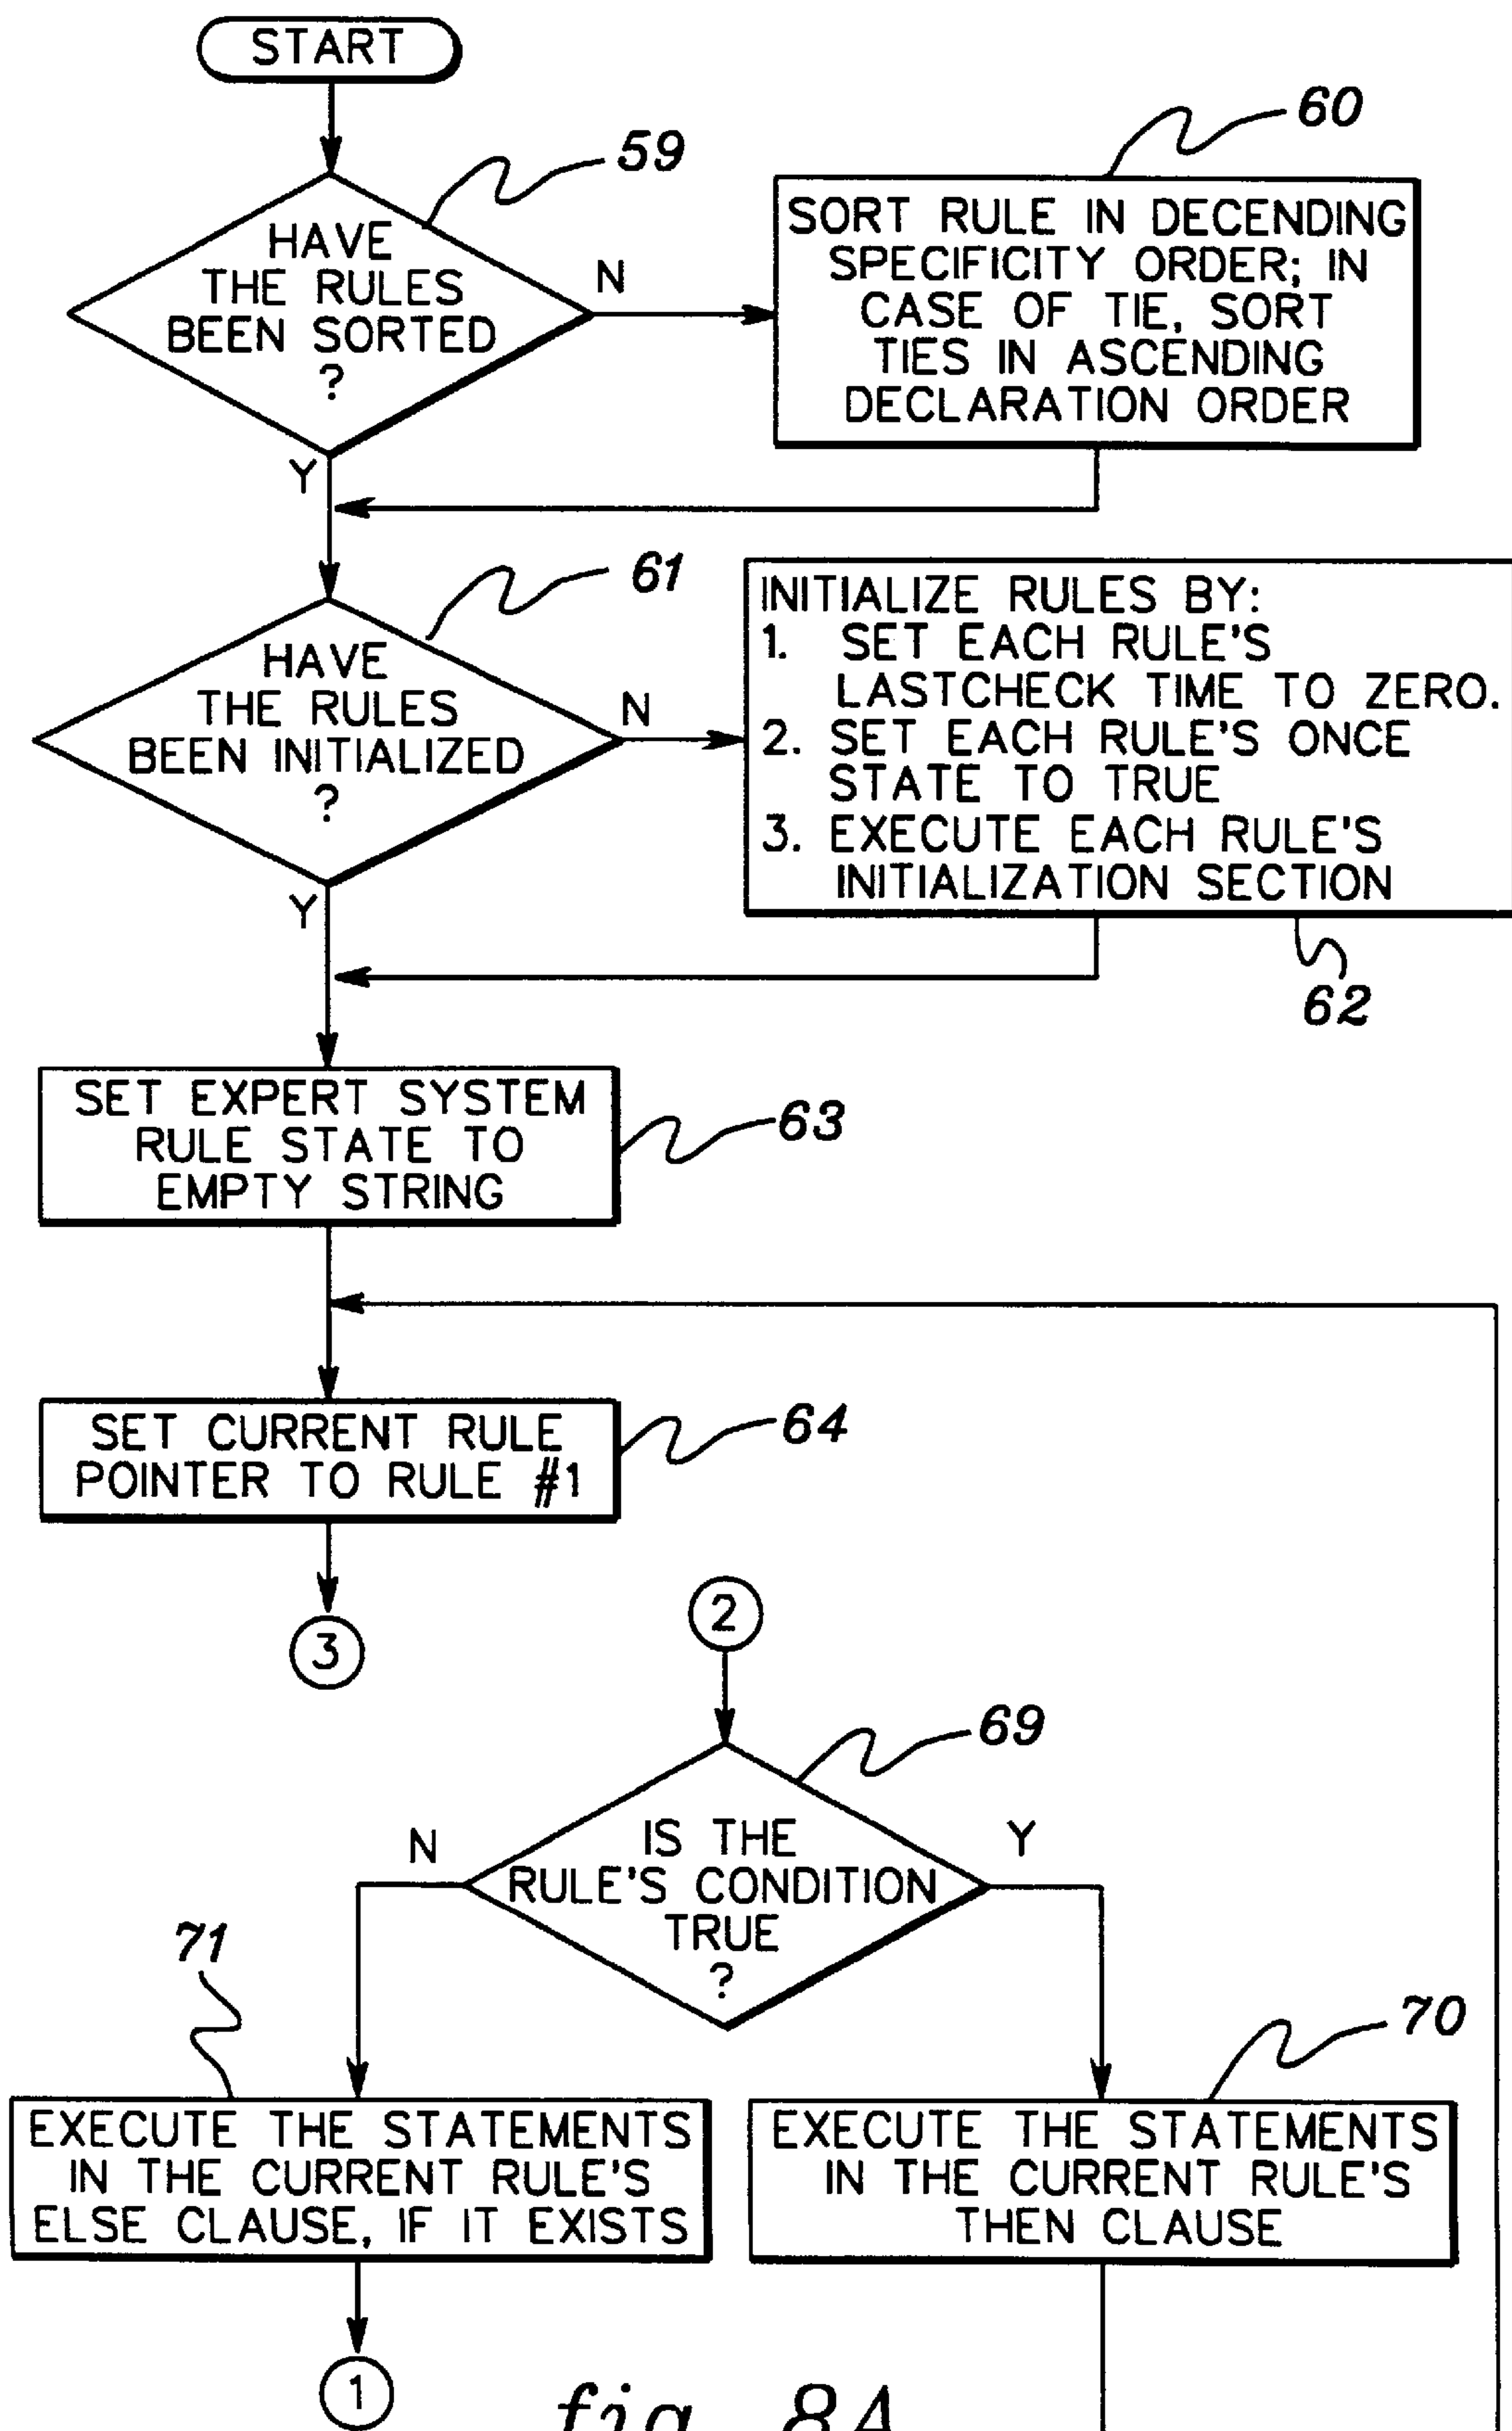 START
59
HAVE
THE RULES
BEEN SORTED
?
N
Y
60
SORT RULE IN DECENDING
SPECIFICITY ORDER; IN
CASE OF TIE, SORT
TIES IN ASCENDING
DECLARATION ORDER
61
HAVE
THE RULES
BEEN INITIALIZED
?
N
Y
INITIALIZE RULES BY:
1. SET EACH RULE'S
LASTCHECK TIME TO ZERO.
2. SET EACH RULE'S ONCE
STATE TO TRUE
3. EXECUTE EACH RULE'S
INITIALIZATION SECTION
62
SET EXPERT SYSTEM
RULE STATE TO
EMPTY STRING
63
SET CURRENT RULE
POINTER TO RULE #1
64
3
2
69
IS THE
RULE'S CONDITION
TRUE
?
N
Y
71
EXECUTE THE STATEMENTS
IN THE CURRENT RULE'S
ELSE CLAUSE, IF IT EXISTS
70
EXECUTE THE STATEMENTS
IN THE CURRENT RULE'S
THEN CLAUSE
1
fig. 8A